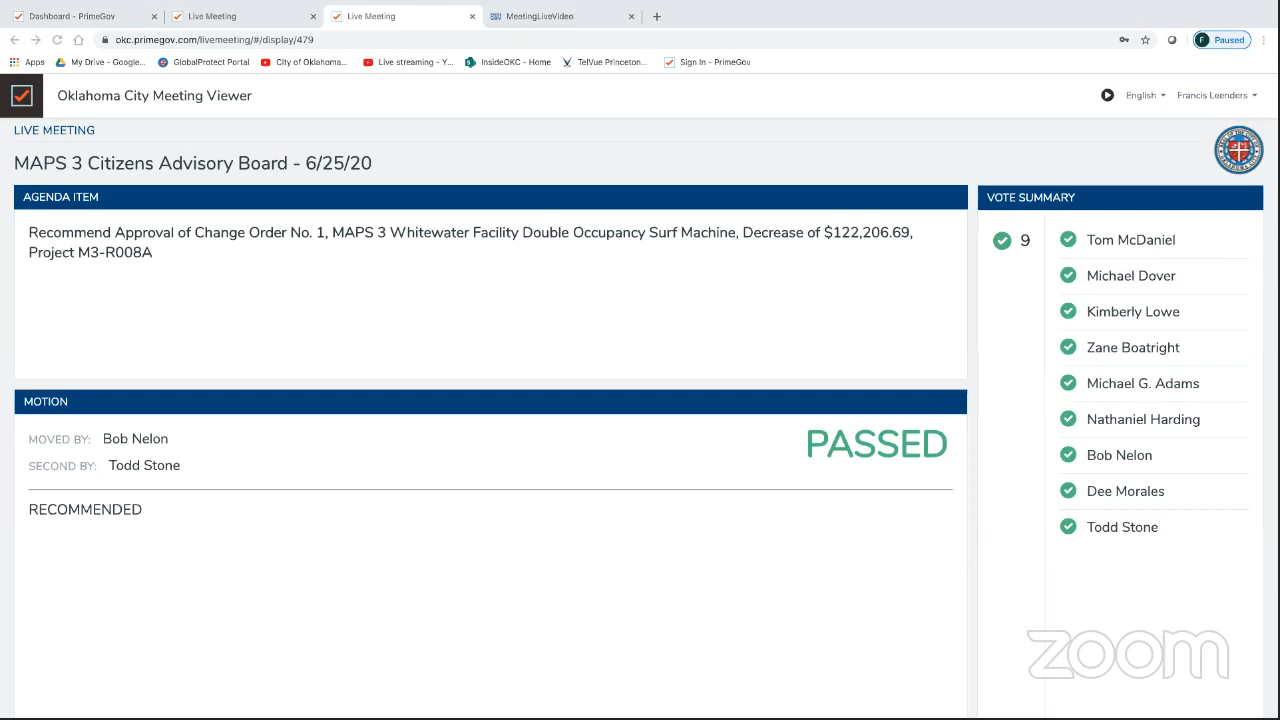 Dashboard - PrimeGov
Live Meeting
Live Meeting
MeetingLiveVideo
okc.primegov.com/livemeeting/#/display/479
F Paused
Apps
My Drive - Google...
GlobalProtect Portal
City of Oklahoma...
Live streaming - Y...
InsideOKC - Home
TelVue Princeton...
Sign In - PrimeGov
Oklahoma City Meeting Viewer
English
Francis Leenders
LIVE MEETING
MAPS 3 Citizens Advisory Board - 6/25/20
AGENDA ITEM
Recommend Approval of Change Order No. 1, MAPS 3 Whitewater Facility Double Occupancy Surf Machine, Decrease of $122,206.69,
Project M3-R008A
MOTION
MOVED BY: Bob Nelon
SECOND BY: Todd Stone
PASSED
RECOMMENDED
VOTE SUMMARY
9
Tom McDaniel
Michael Dover
Kimberly Lowe
Zane Boatright
Michael G. Adams
Nathaniel Harding
Bob Nelon
Dee Morales
Todd Stone
zoom